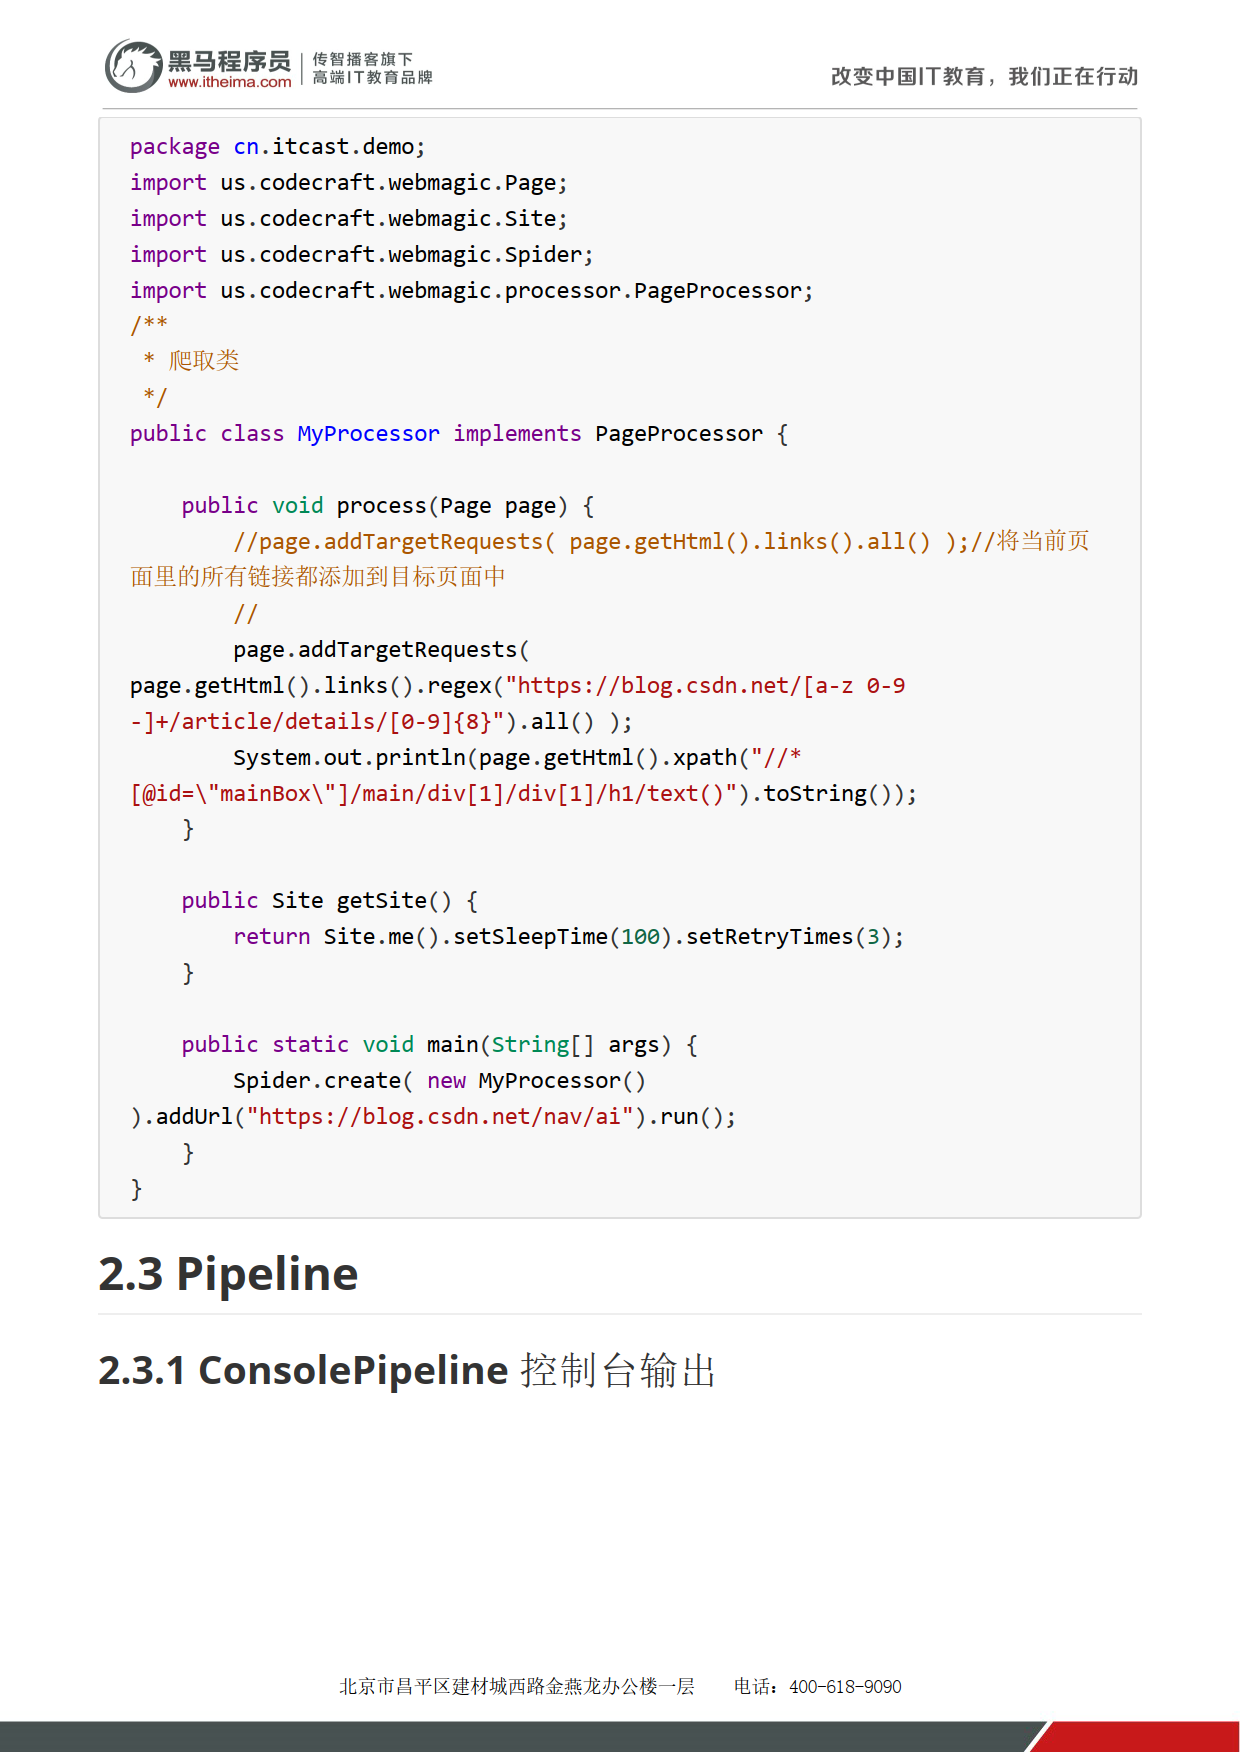 黑马程序员
www.itheima.com
传智播客旗下
高端IT教育品牌
改变中国IT教育，我们正在行动
package cn.itcast.demo;
import us.codecraft.webmagic.Page;
import us.codecraft.webmagic.Site;
import us.codecraft.webmagic.Spider;
import us.codecraft.webmagic.processor.PageProcessor;
/**
 * 爬取类
 */
public class MyProcessor implements PageProcessor {
    public void process(Page page) {
        //page.addTargetRequests( page.getHtml().links().all() );//将当前页
面里的所有链接都添加到目标页面中
        //
        page.addTargetRequests(
page.getHtml().links().regex("https://blog.csdn.net/[a-z 0-9
-]+/article/details/[0-9]{8}").all() );
        System.out.println(page.getHtml().xpath("//*
[@id=\"mainBox\"]/main/div[1]/div[1]/h1/text()").toString());
    }
    public Site getSite() {
        return Site.me().setSleepTime(100).setRetryTimes(3);
    }
    public static void main(String[] args) {
        Spider.create( new MyProcessor()
).addUrl("https://blog.csdn.net/nav/ai").run();
    }
}
2.3 Pipeline
2.3.1 ConsolePipeline 控制台输出
北京市昌平区建材城西路金燕龙办公楼一层 电话：400-618-9090